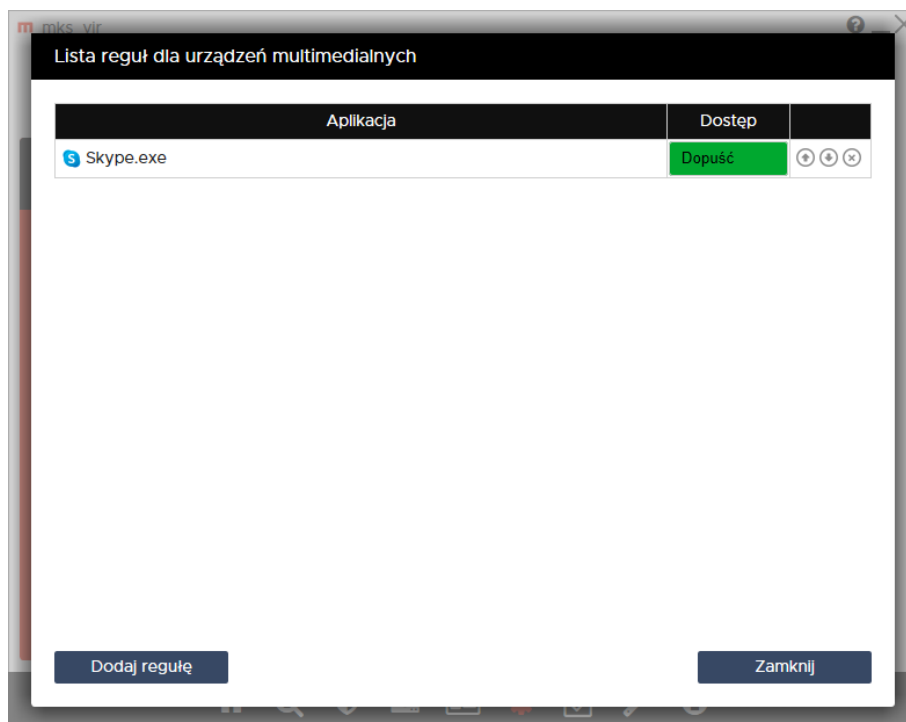 mks_vir
Lista reguł dla urządzeń multimedialnych
Aplikacja Dostęp
Skype.exe Dopuść
Dodaj regułę Zamknij